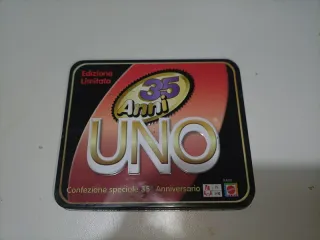 Edizione
Limitata
35
Anni
UNO
Confezione speciale 35° Anniversario